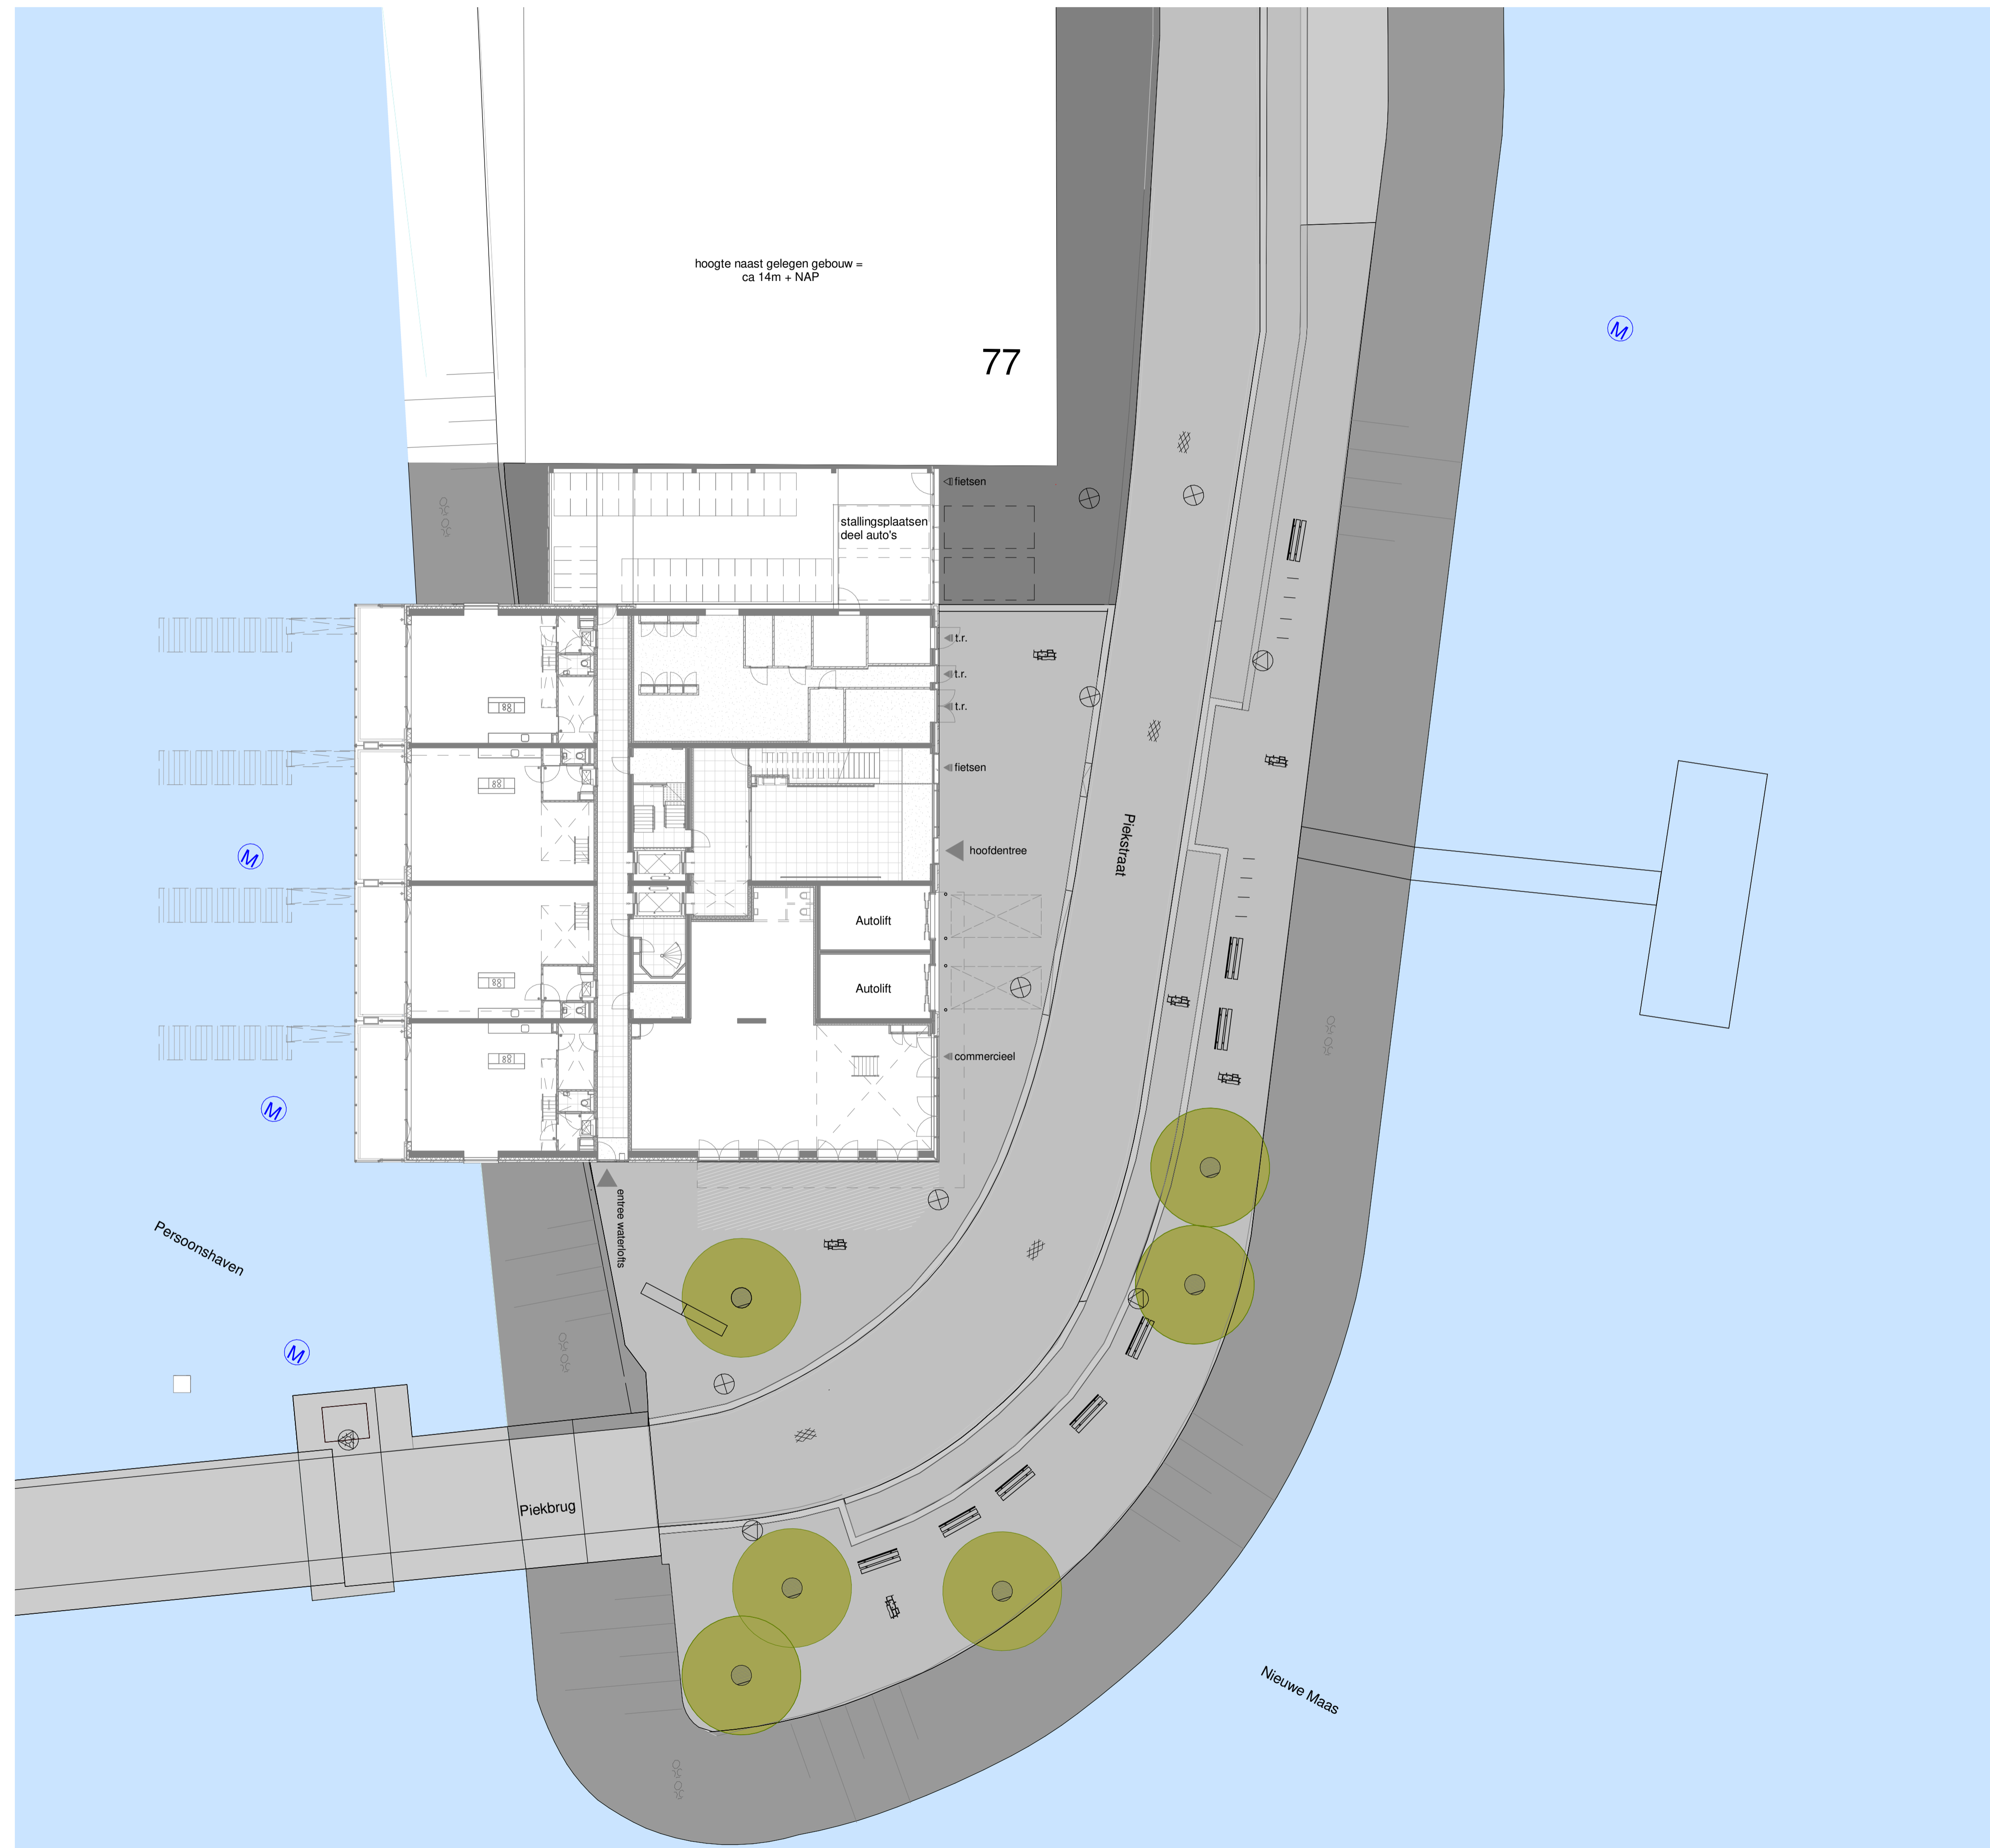 hoogte naast gelegen gebouw =
ca 14m + NAP
M
77
fietsen
stallingsplaatsen
deel auto's
t.r.
t.r.
t.r.
fietsen
Piekstraat
hoofdentree
M
Autolift
Autolift
commercieel
M
entree waterlofts
Persoonshaven
M
Piekbrug
Nieuwe Maas